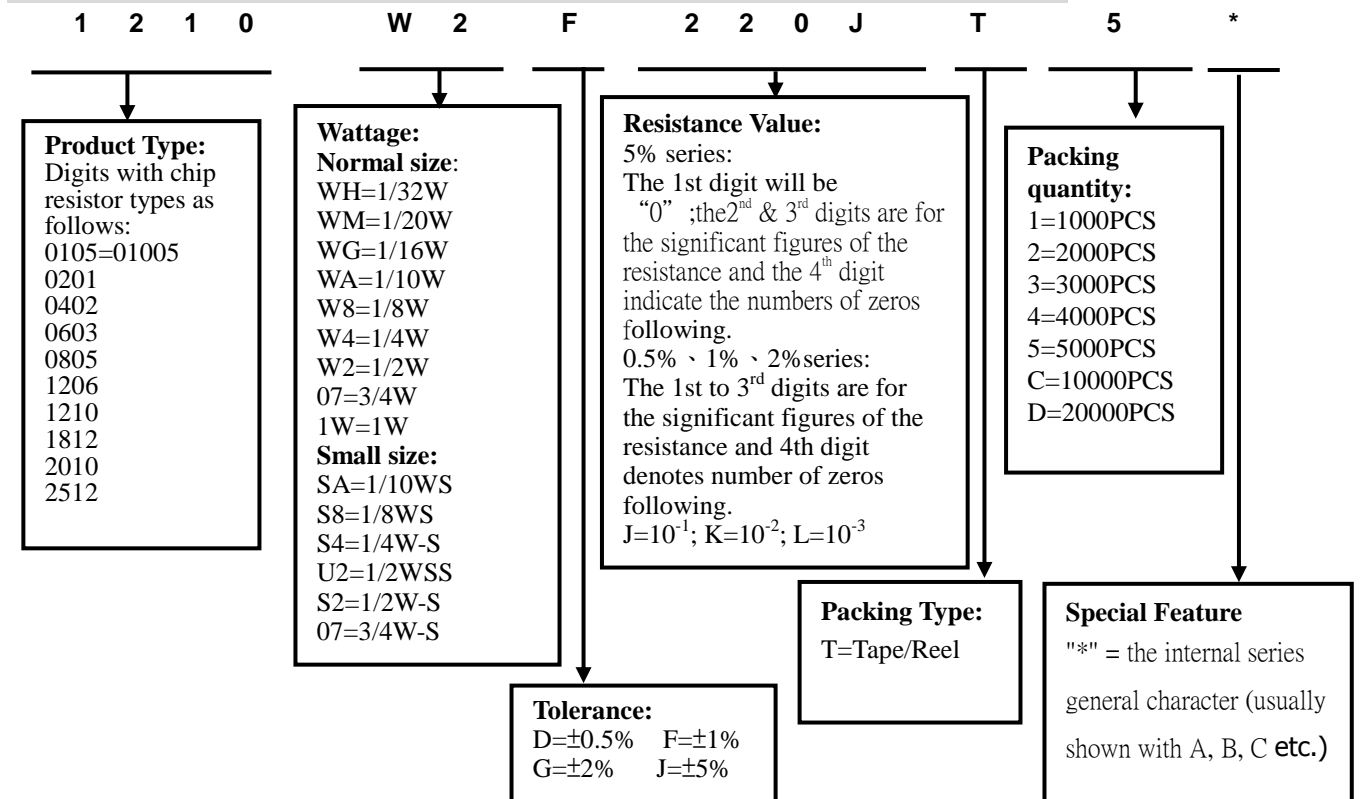 1 2 1 0 W 2 F 2 2 0 J T 5 *
Product Type:
Digits with chip
resistor types as
follows:
0105=01005
0201
0402
0603
0805
1206
1210
1812
2010
2512
Wattage:
Normal size:
WH=1/32W
WM=1/20W
WG=1/16W
WA=1/10W
W8=1/8W
W4=1/4W
W2=1/2W
07=3/4W
1W=1W
Small size:
SA=1/10WS
S8=1/8WS
S4=1/4W-S
U2=1/2WSS
S2=1/2W-S
07=3/4W-S
Tolerance:
D=±0.5% F=±1%
G=±2% J=±5%
Resistance Value:
5% series:
The 1st digit will be
“0” ;the2nd & 3rd digits are for
the significant figures of the
resistance and the 4th digit
indicate the numbers of zeros
following.
0.5%、1%、2%series:
The 1st to 3rd digits are for
the significant figures of the
resistance and 4th digit
denotes number of zeros
following.
J=10-1; K=10-2; L=10-3
Packing Type:
T=Tape/Reel
Packing
quantity:
1=1000PCS
2=2000PCS
3=3000PCS
4=4000PCS
5=5000PCS
C=10000PCS
D=20000PCS
Special Feature
"*" = the internal series
general character (usually
shown with A, B, C etc.)